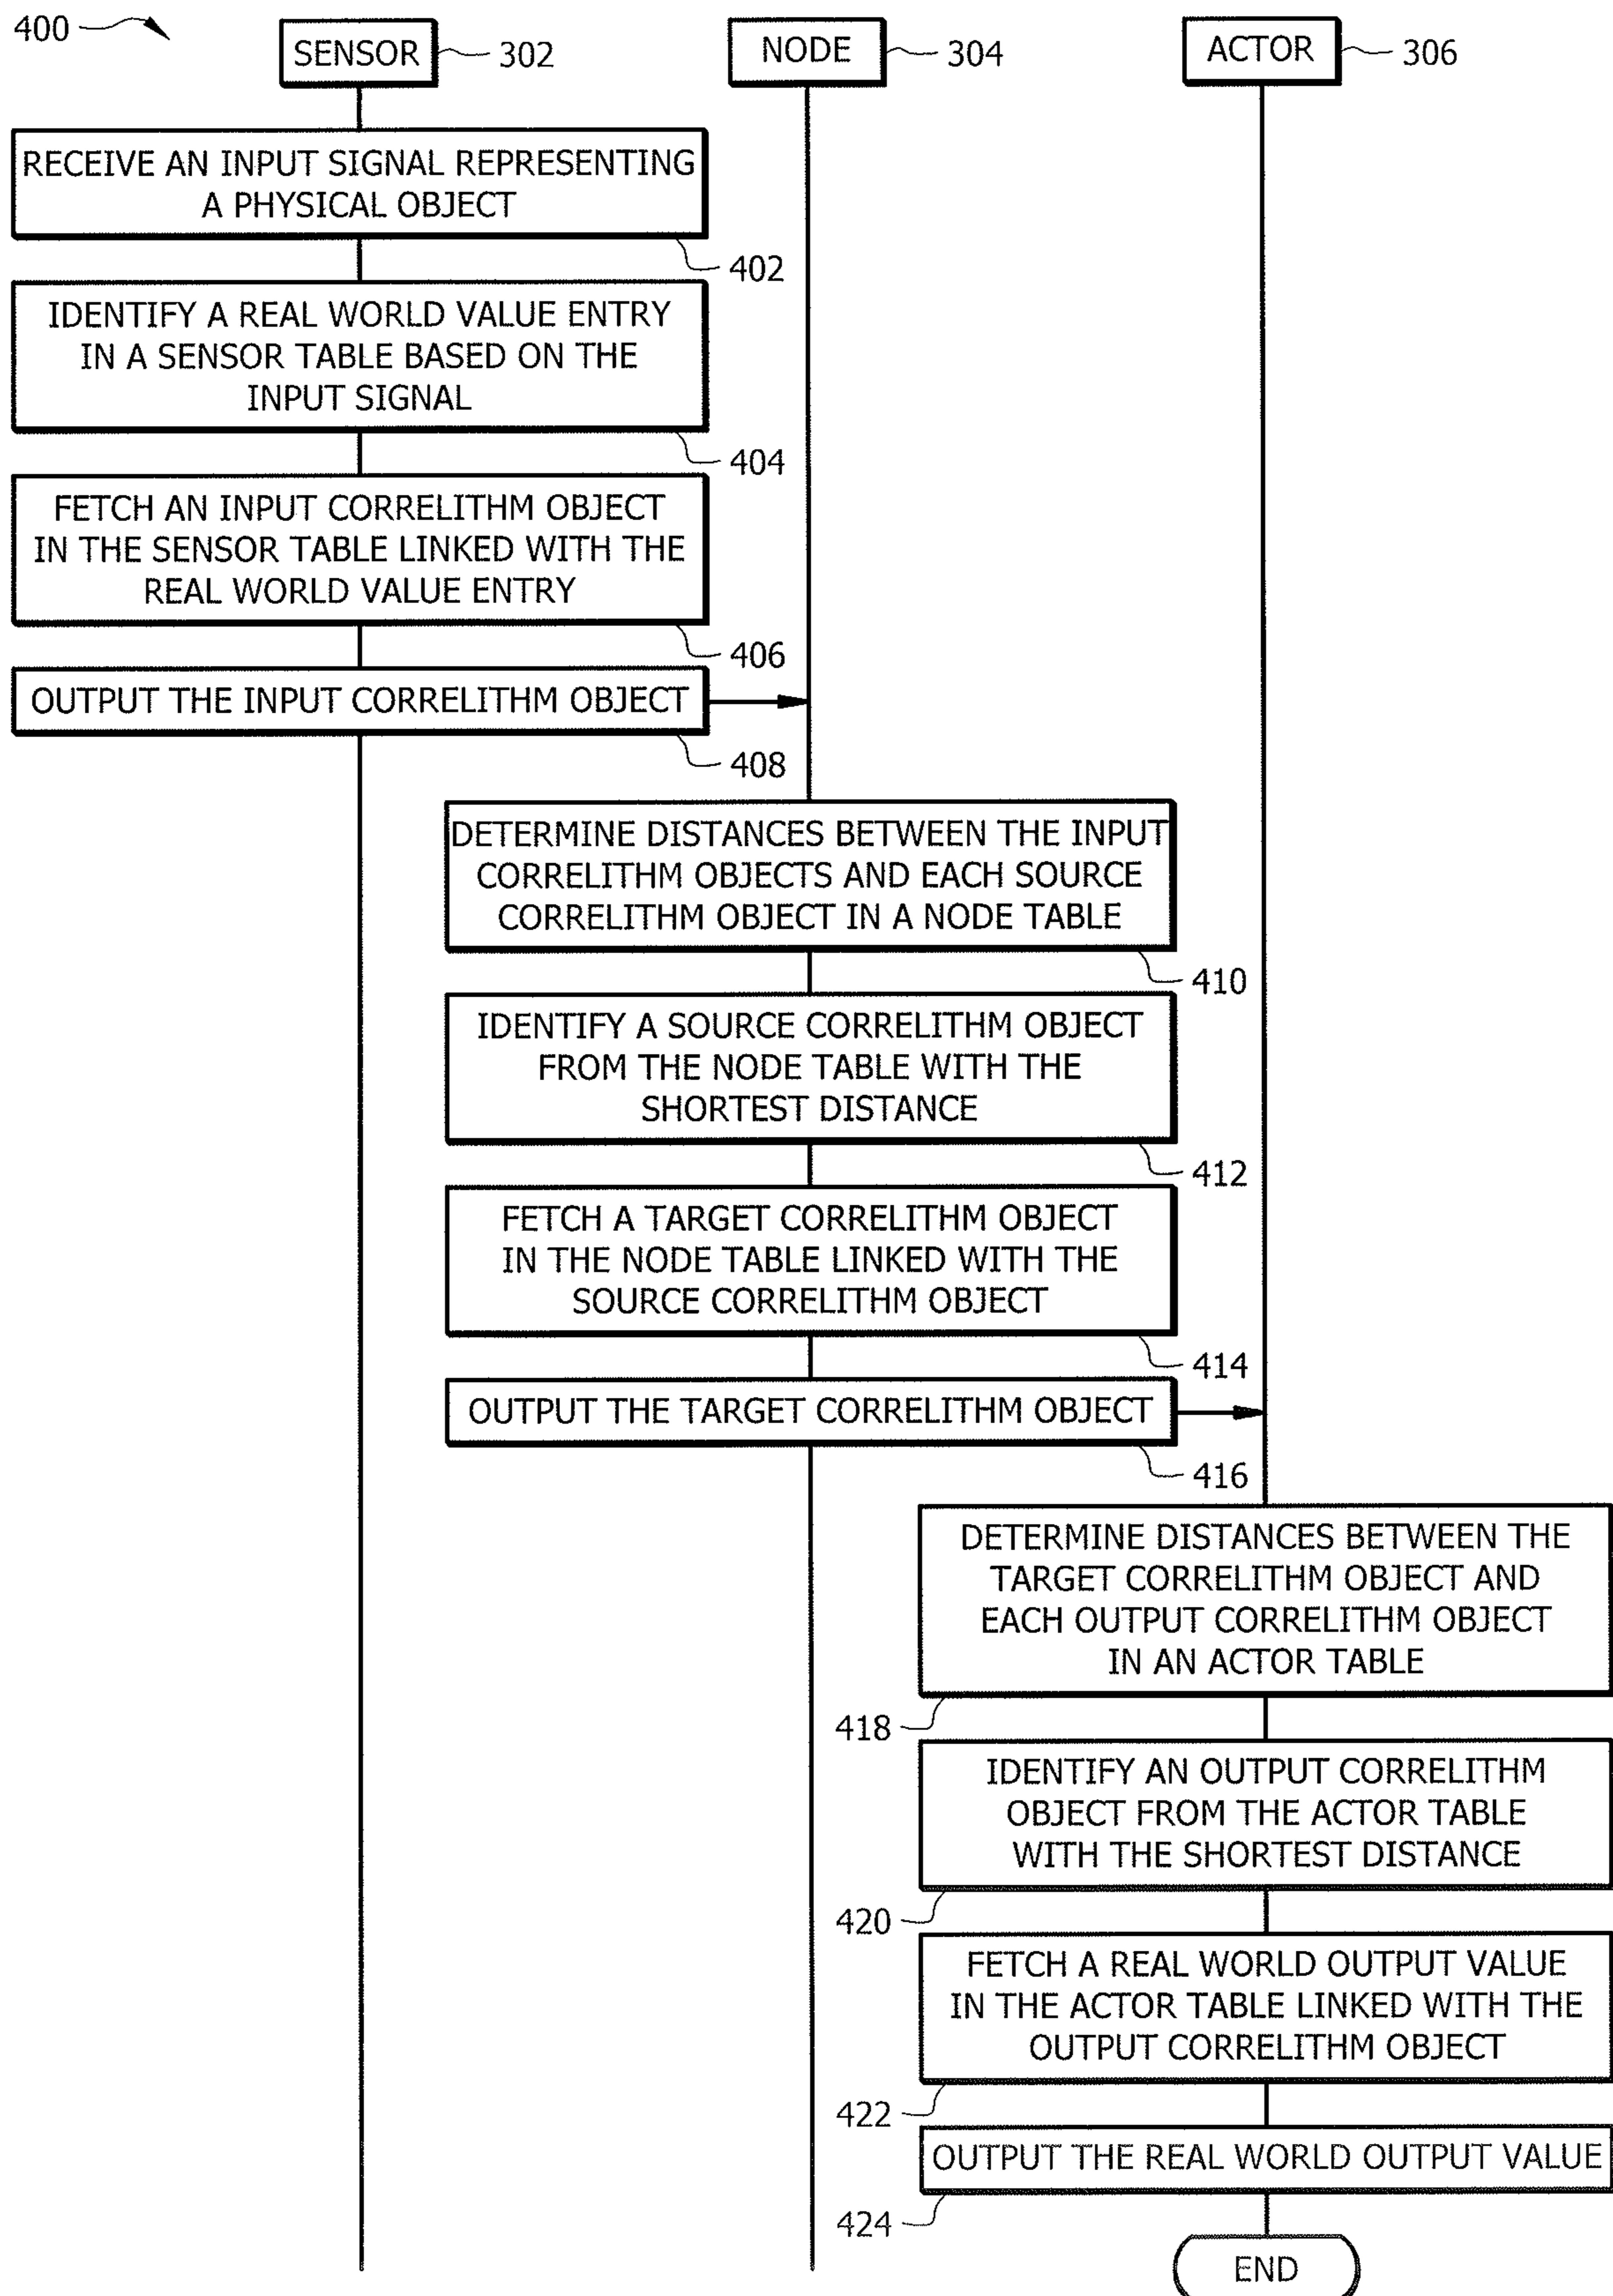 400
SENSOR
302
NODE
304
ACTOR
306
RECEIVE AN INPUT SIGNAL REPRESENTING
A PHYSICAL OBJECT
402
IDENTIFY A REAL WORLD VALUE ENTRY
IN A SENSOR TABLE BASED ON THE
INPUT SIGNAL
404
FETCH AN INPUT CORRELITHM OBJECT
IN THE SENSOR TABLE LINKED WITH THE
REAL WORLD VALUE ENTRY
406
OUTPUT THE INPUT CORRELITHM OBJECT
408
DETERMINE DISTANCES BETWEEN THE INPUT
CORRELITHM OBJECTS AND EACH SOURCE
CORRELITHM OBJECT IN A NODE TABLE
410
IDENTIFY A SOURCE CORRELITHM OBJECT
FROM THE NODE TABLE WITH THE
SHORTEST DISTANCE
412
FETCH A TARGET CORRELITHM OBJECT
IN THE NODE TABLE LINKED WITH THE
SOURCE CORRELITHM OBJECT
414
OUTPUT THE TARGET CORRELITHM OBJECT
416
DETERMINE DISTANCES BETWEEN THE
TARGET CORRELITHM OBJECT AND
EACH OUTPUT CORRELITHM OBJECT
IN AN ACTOR TABLE
418
IDENTIFY AN OUTPUT CORRELITHM
OBJECT FROM THE ACTOR TABLE
WITH THE SHORTEST DISTANCE
420
FETCH A REAL WORLD OUTPUT VALUE
IN THE ACTOR TABLE LINKED WITH THE
OUTPUT CORRELITHM OBJECT
422
OUTPUT THE REAL WORLD OUTPUT VALUE
424
END